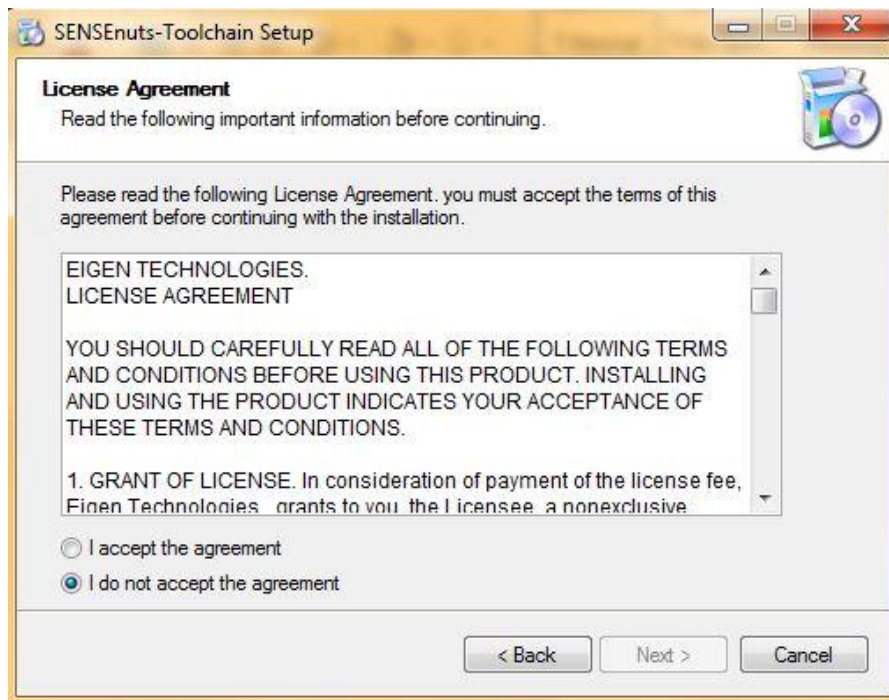 SENSEnuts-Toolchain Setup
License Agreement
Read the following important information before continuing.
Please read the following License Agreement. you must accept the terms of this
agreement before continuing with the installation.
EIGEN TECHNOLOGIES.
LICENSE AGREEMENT
YOU SHOULD CAREFULLY READ ALL OF THE FOLLOWING TERMS
AND CONDITIONS BEFORE USING THIS PRODUCT. INSTALLING
AND USING THE PRODUCT INDICATES YOUR ACCEPTANCE OF
THESE TERMS AND CONDITIONS.
1. GRANT OF LICENSE. In consideration of payment of the license fee,
Eigen Technologies grants to you the Licensee a nonexclusive
I accept the agreement
I do not accept the agreement
< Back
Next >
Cancel